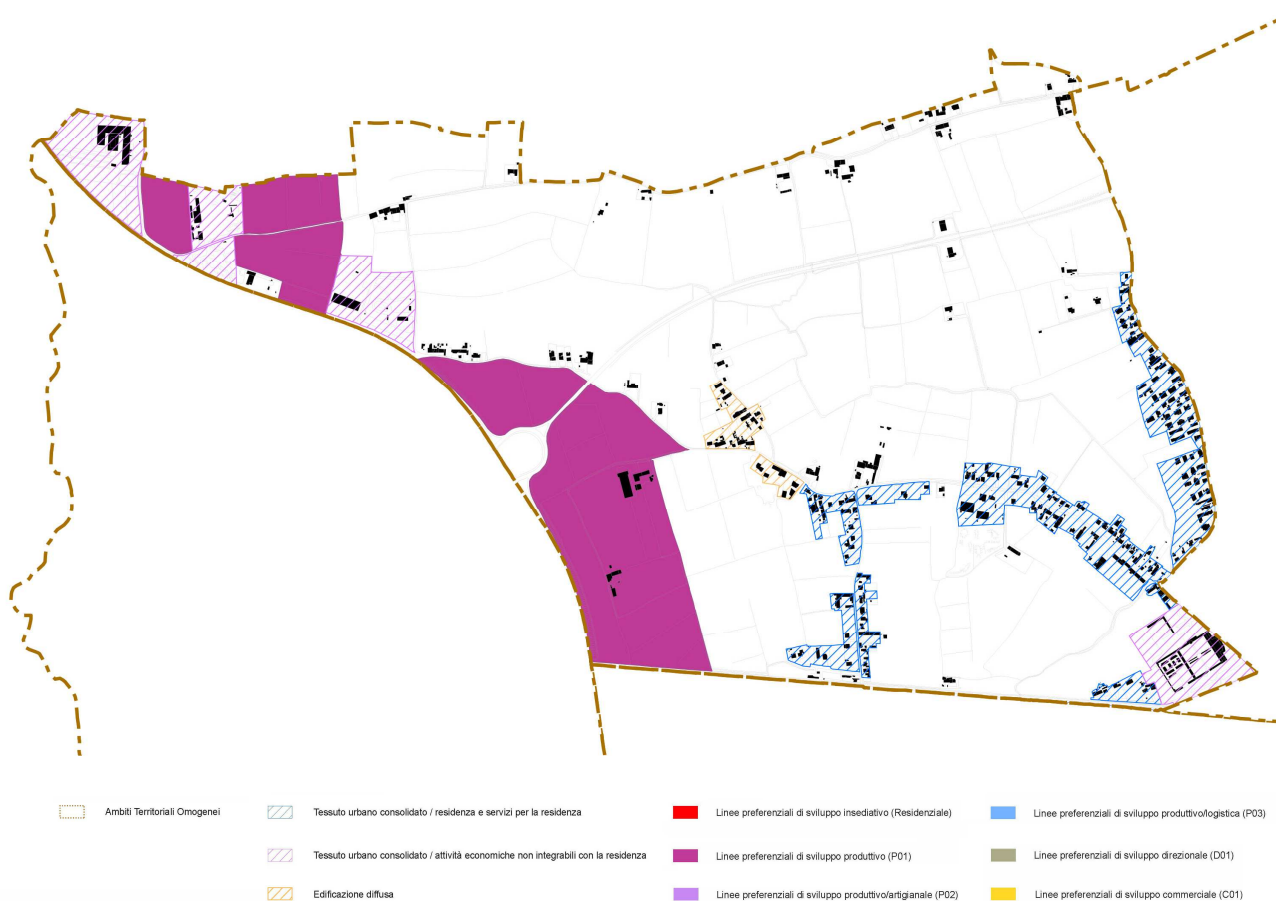 Ambiti Territoriali Omogenei
Tessuto urbano consolidato / residenza e servizi per la residenza
Linee preferenziali di sviluppo insediativo (Residenziale)
Linee preferenziali di sviluppo produttivo/logistica (P03)
Tessuto urbano consolidato / attività economiche non integrabili con la residenza
Linee preferenziali di sviluppo produttivo (P01)
Linee preferenziali di sviluppo direzionale (D01)
Edificazione diffusa
Linee preferenziali di sviluppo produttivo/artigianale (P02)
Linee preferenziali di sviluppo commerciale (C01)